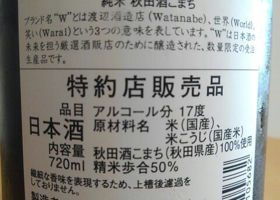 純米 秋田酒こまち
ブランド名"W"とは渡辺酒造店(Watanabe)、世界(World)、
笑い(Warai)という3つの意味を表しています。"W"は日本酒の
未来を担う厳選酒販店のために醸造された、数量限定の受注
生産品です。
特約店販売品
品目 アルコール分 17度
日本酒 原材料名 米(国産)、
米こうじ(国産米)
内容量 秋田酒こまち(秋田県産)100%使用
720ml 精米歩合50%
繊細な香味を表現するため、上槽後濾過